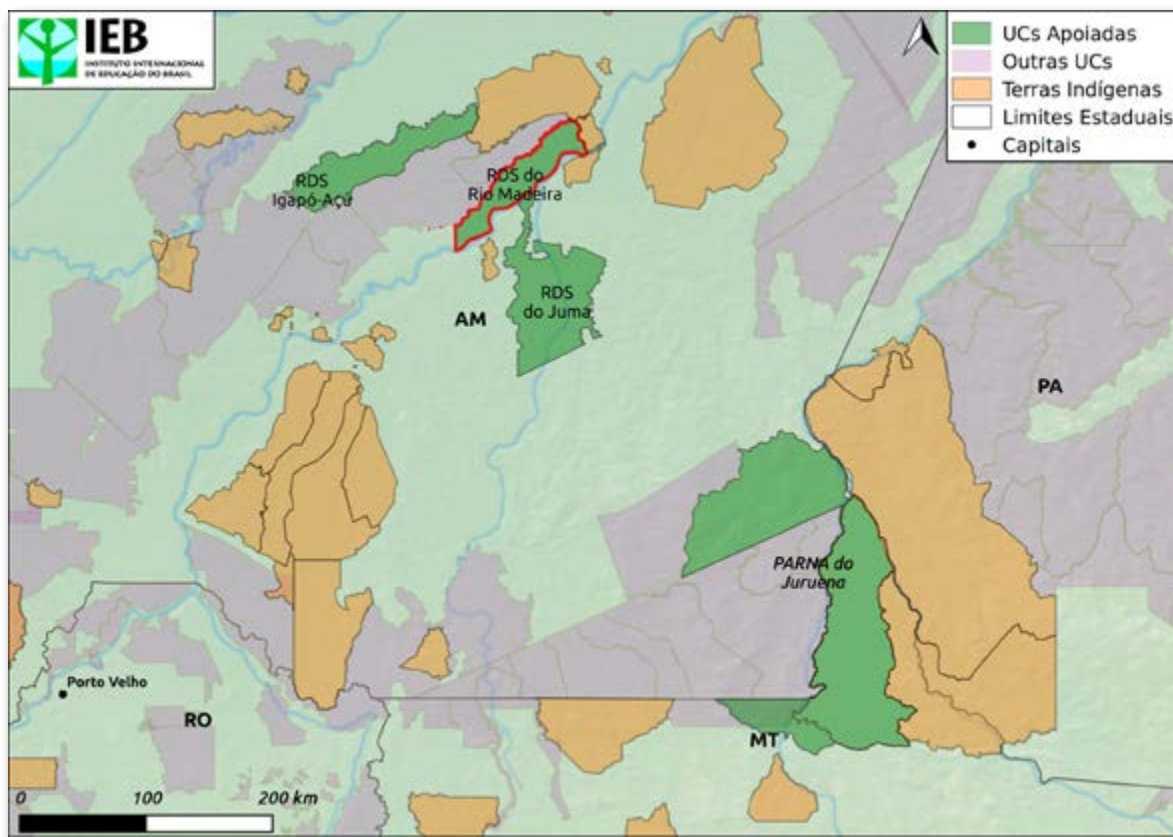 IEB
INSTITUTO INTERNACIONAL
DE EDUCAÇÃO DO BRASIL
UCs Apoiadas
Outras UCs
Terras Indígenas
Limites Estaduais
Capitais
RDS
Igapó-Açú
RDS do
Rio Madeira
RDS
do Juma
AM
PA
PARNA do
Juruena
Porto Velho
RO
MT
0 100 200 km